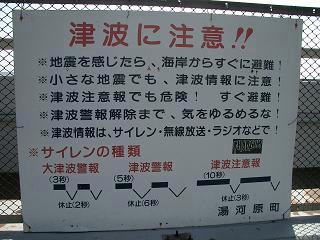 津波に注意!!
※地震を感じたら、海岸からすぐに避難!
※小さな地震でも、津波情報に注意!
※津波注意報でも危険! すぐ避難!
※津波警報解除まで、気をゆるめるな!
※津波情報は、サイレン・無線放送・ラジオなどで!
※サイレンの種類
大津波警報 津波警報 津波注意報
(3秒) (5秒) (10秒)
休止(2秒) 休止(6秒) 休止(2秒)
湯河原町